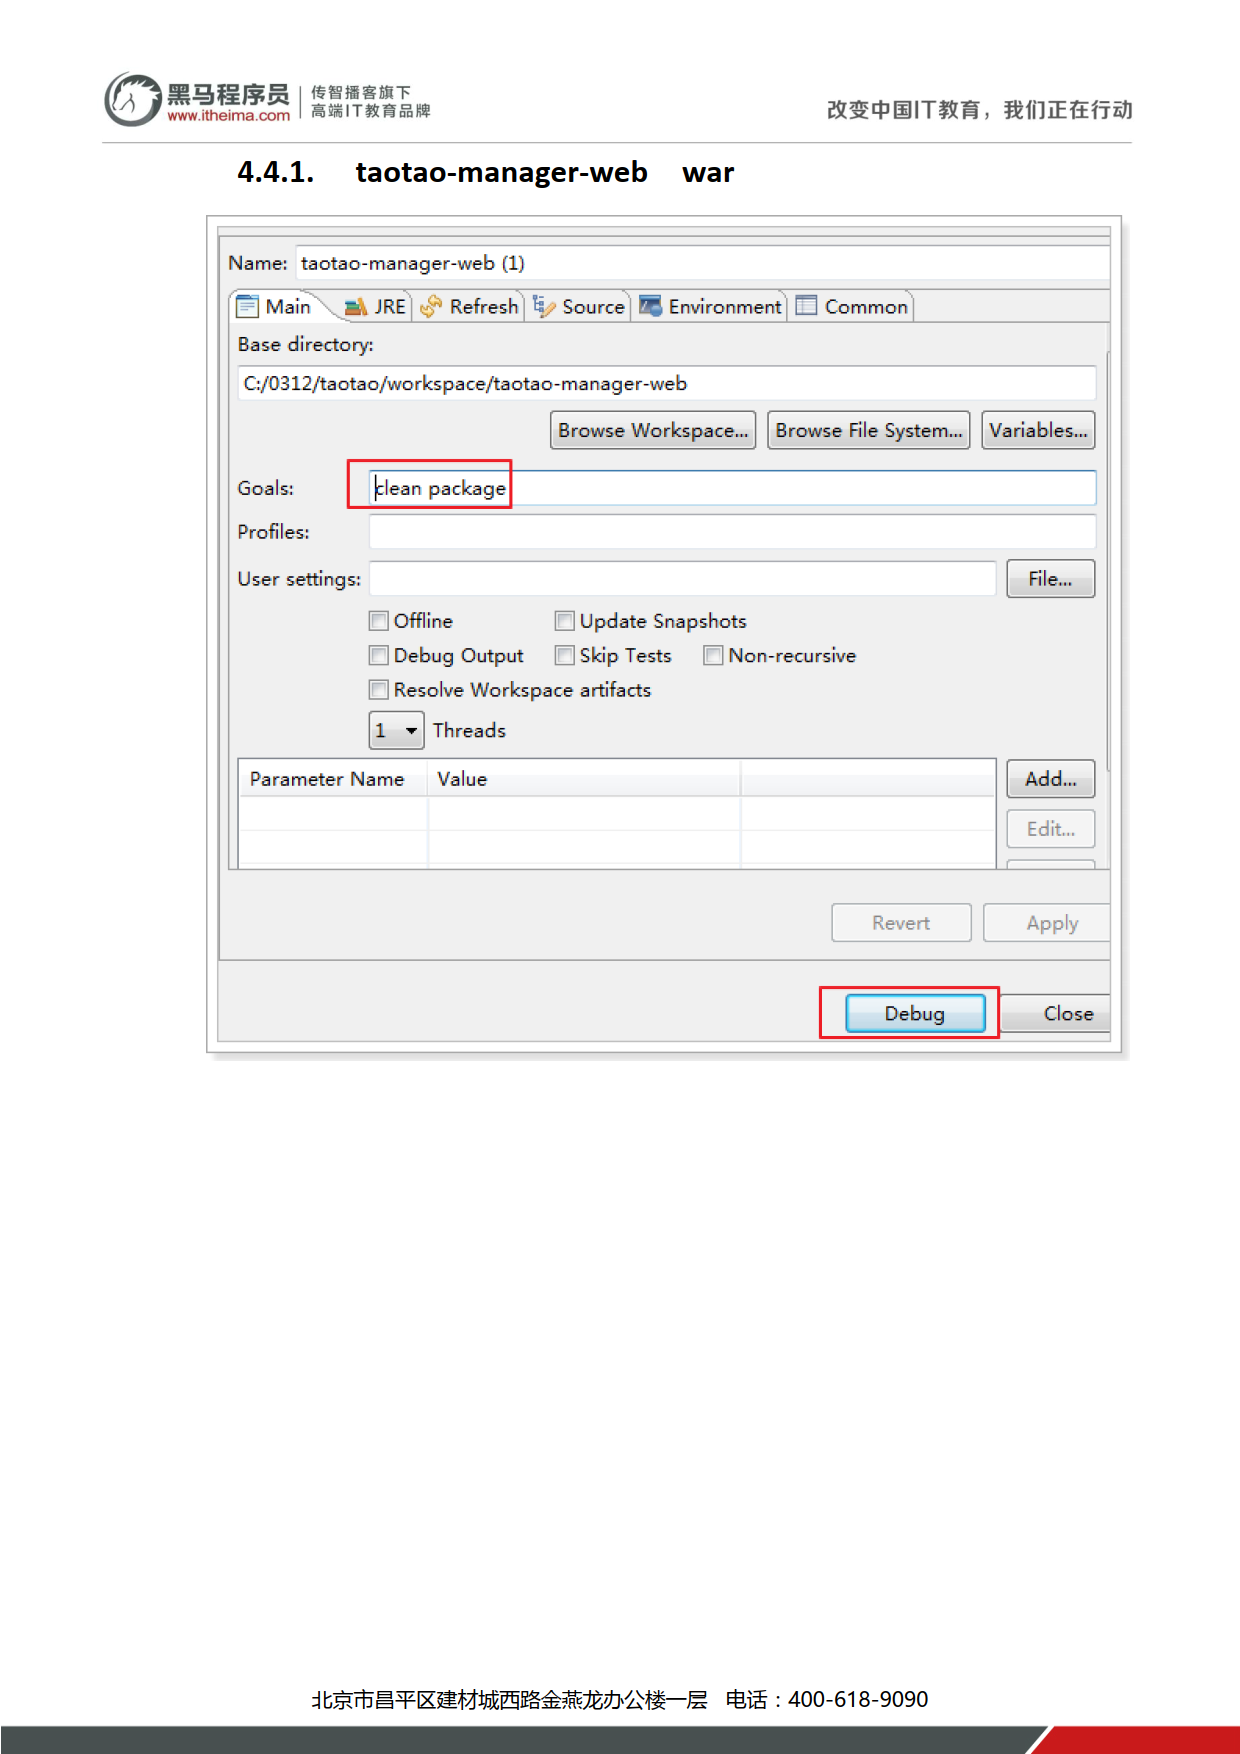 黑马程序员
www.itheima.com
传智播客旗下
高端IT教育品牌
改变中国IT教育，我们正在行动
4.4.1. taotao-manager-web war
Name: taotao-manager-web (1)
Main JRE Refresh Source Environment Common
Base directory:
C:/0312/taotao/workspace/taotao-manager-web
Browse Workspace... Browse File System... Variables...
Goals: clean package
Profiles:
User settings: File...
Offline Update Snapshots
Debug Output Skip Tests Non-recursive
Resolve Workspace artifacts
1 Threads
Parameter Name Value Add...
Edit...
Revert Apply
Debug Close
北京市昌平区建材城西路金燕龙办公楼一层 电话：400-618-9090